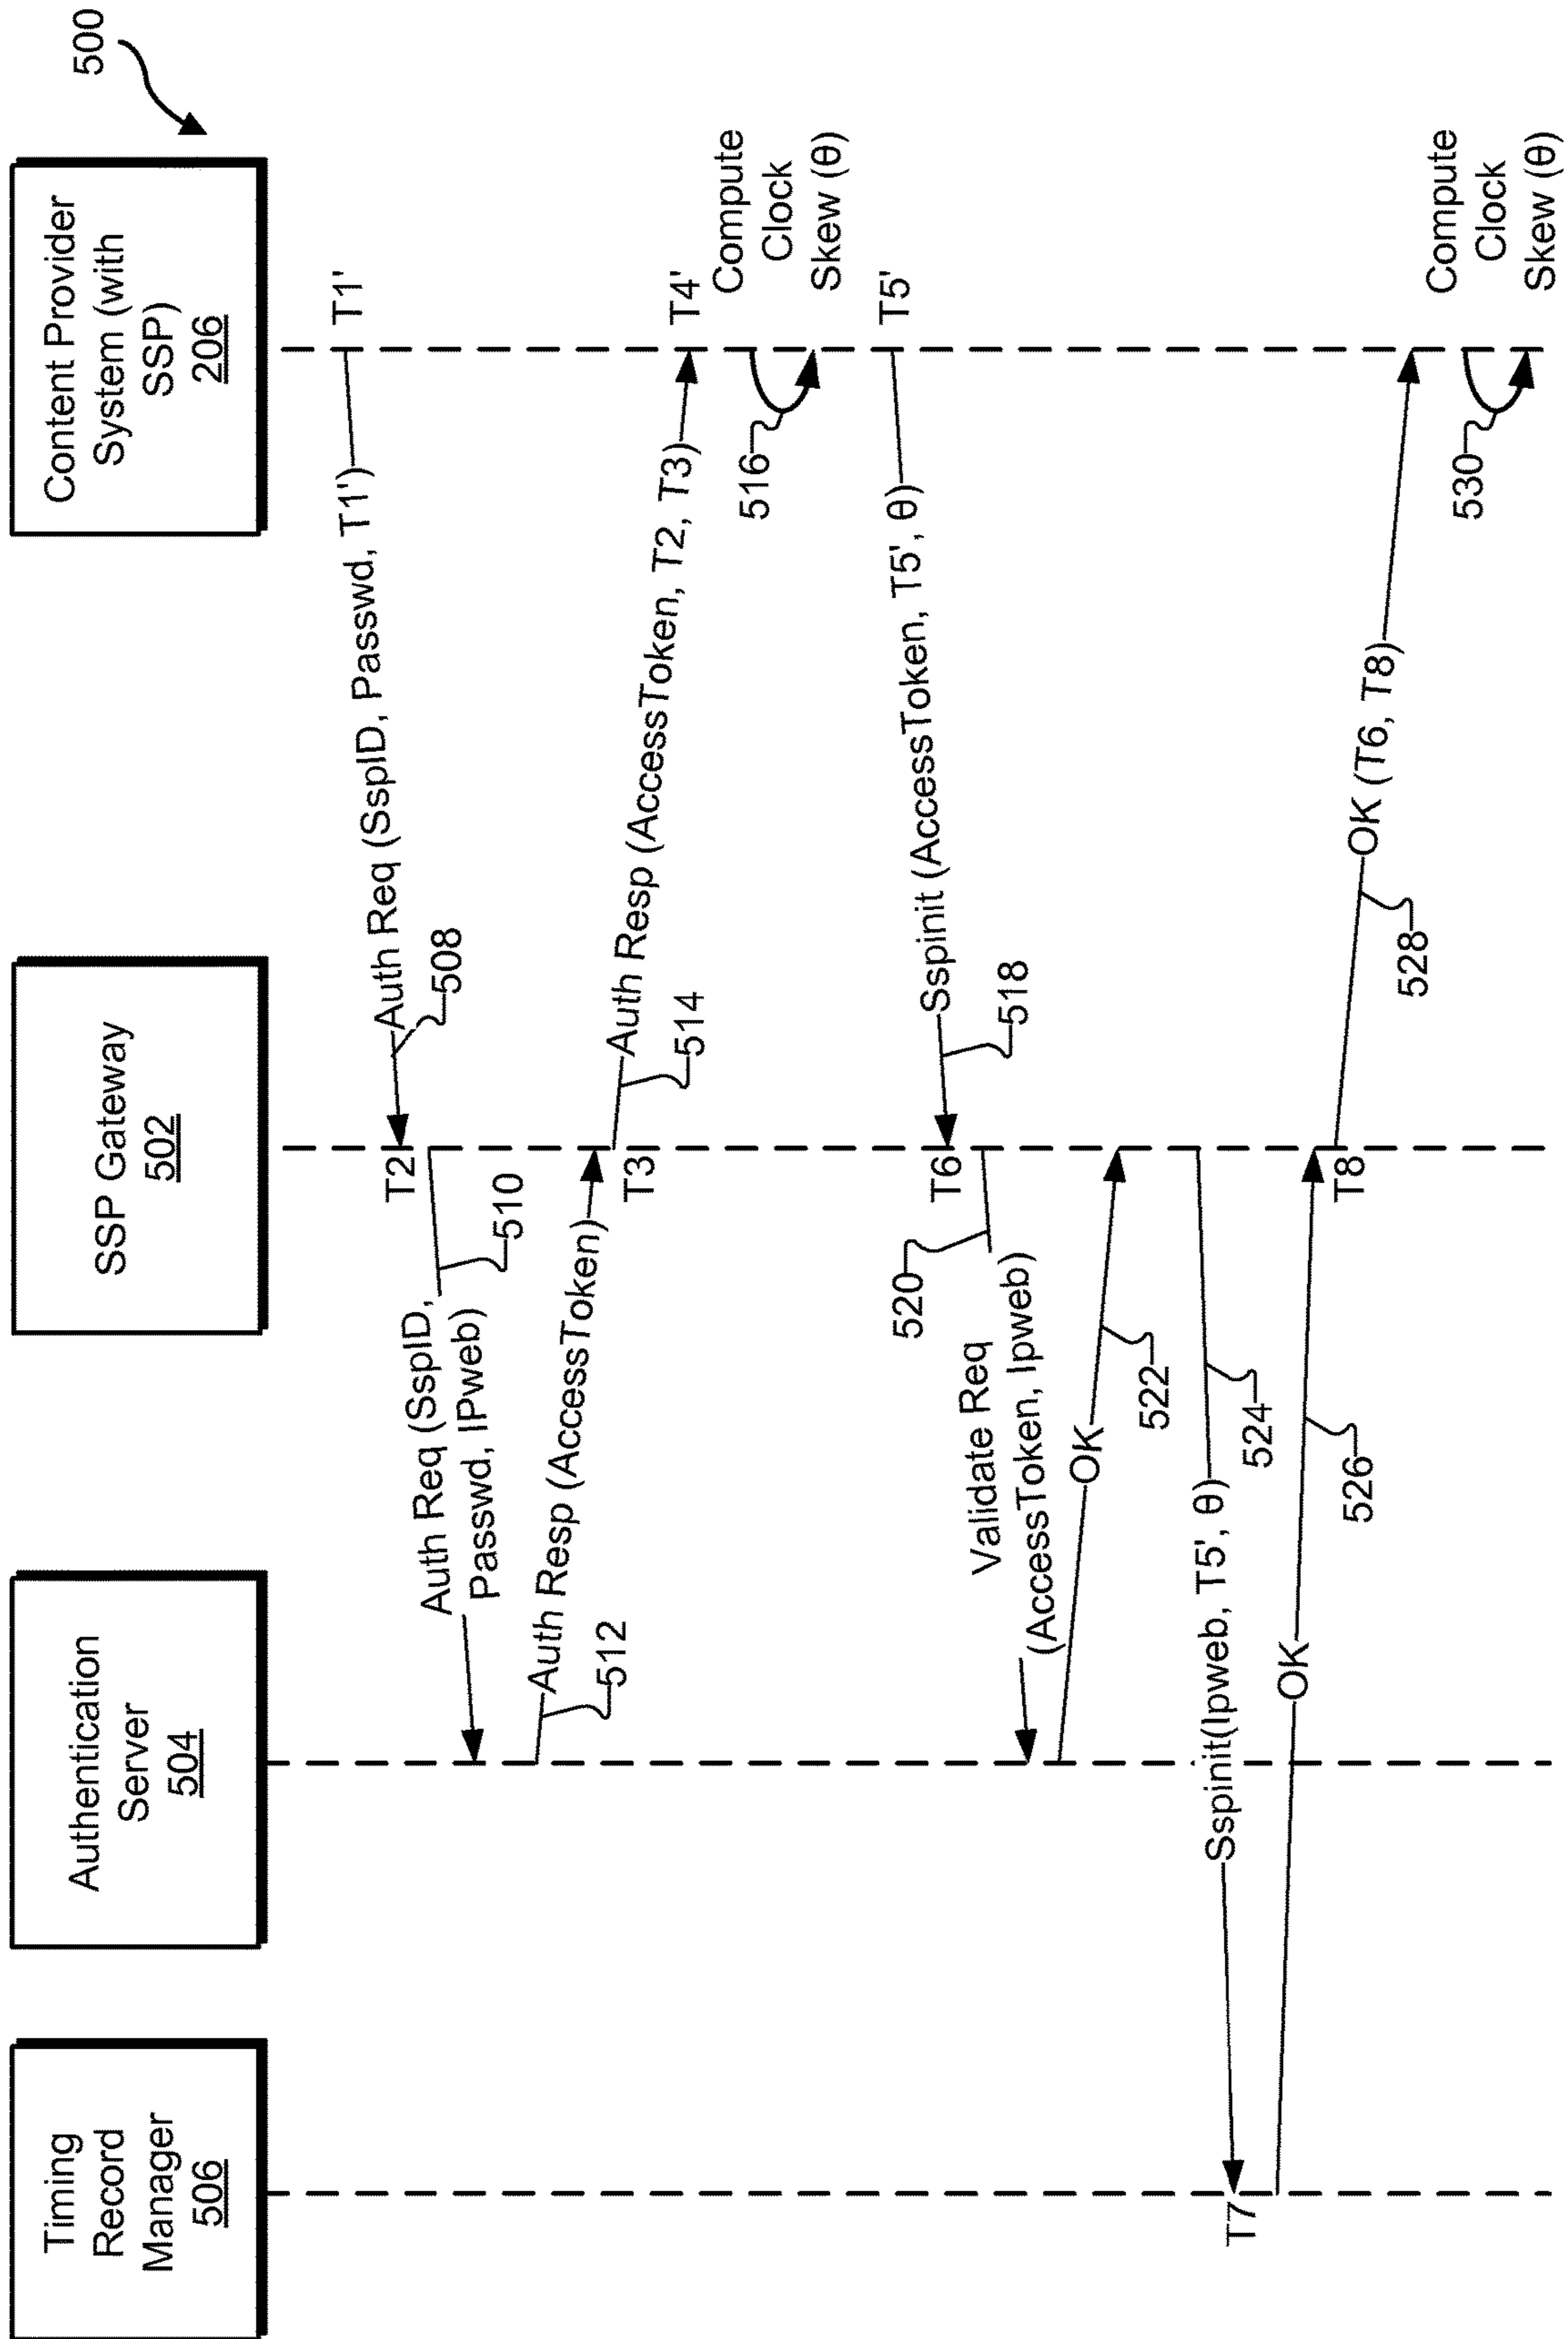 500
Timing
Record
Manager
506
Authentication
Server
504
SSP Gateway
502
Content Provider
System (with
SSP)
206
T1'
Auth Req (SspID, Passwd, T1')
508
T2
Auth Req (SspID,
Passwd, IPweb)
510
Auth Resp (AccessToken)
512
T3
Auth Resp (AccessToken, T2, T3)
514
T4'
Compute
Clock
Skew (θ)
516
T5'
Sspinit (AccessToken, T5', θ)
518
T6
Validate Req
(AccessToken, Ipweb)
520
OK
522
Sspinit(Ipweb, T5', θ)
524
T7
OK
526
T8
OK (T6, T8)
528
Compute
Clock
Skew (θ)
530